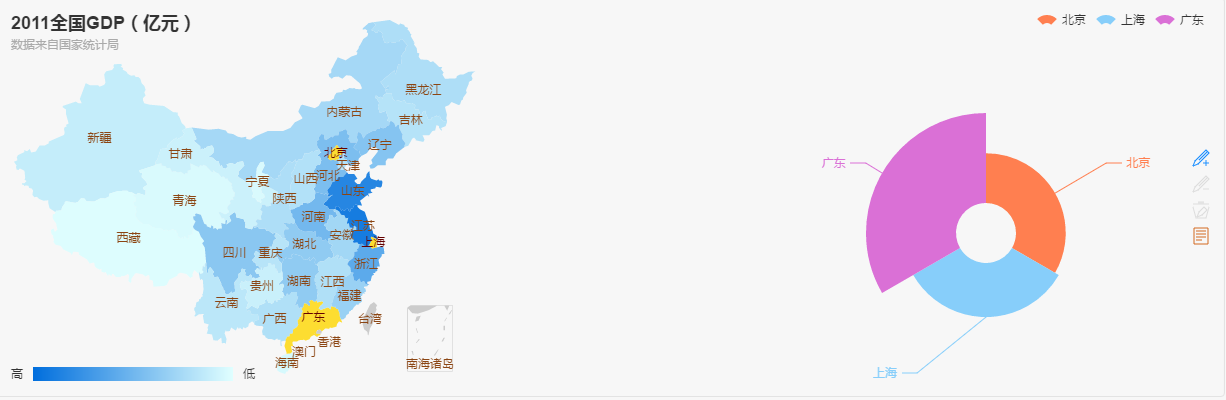 2011全国GDP（亿元）
数据来自国家统计局
北京 上海 广东
黑龙江
内蒙古
吉林
新疆
辽宁
甘肃
北京
天津
宁夏
山西
河北
山东
青海
陕西
河南
江苏
西藏
安徽
上海
湖北
四川
重庆
浙江
湖南
江西
贵州
福建
云南
广西
广东
台湾
香港
澳门
海南
南海诸岛
高
低
广东
北京
上海